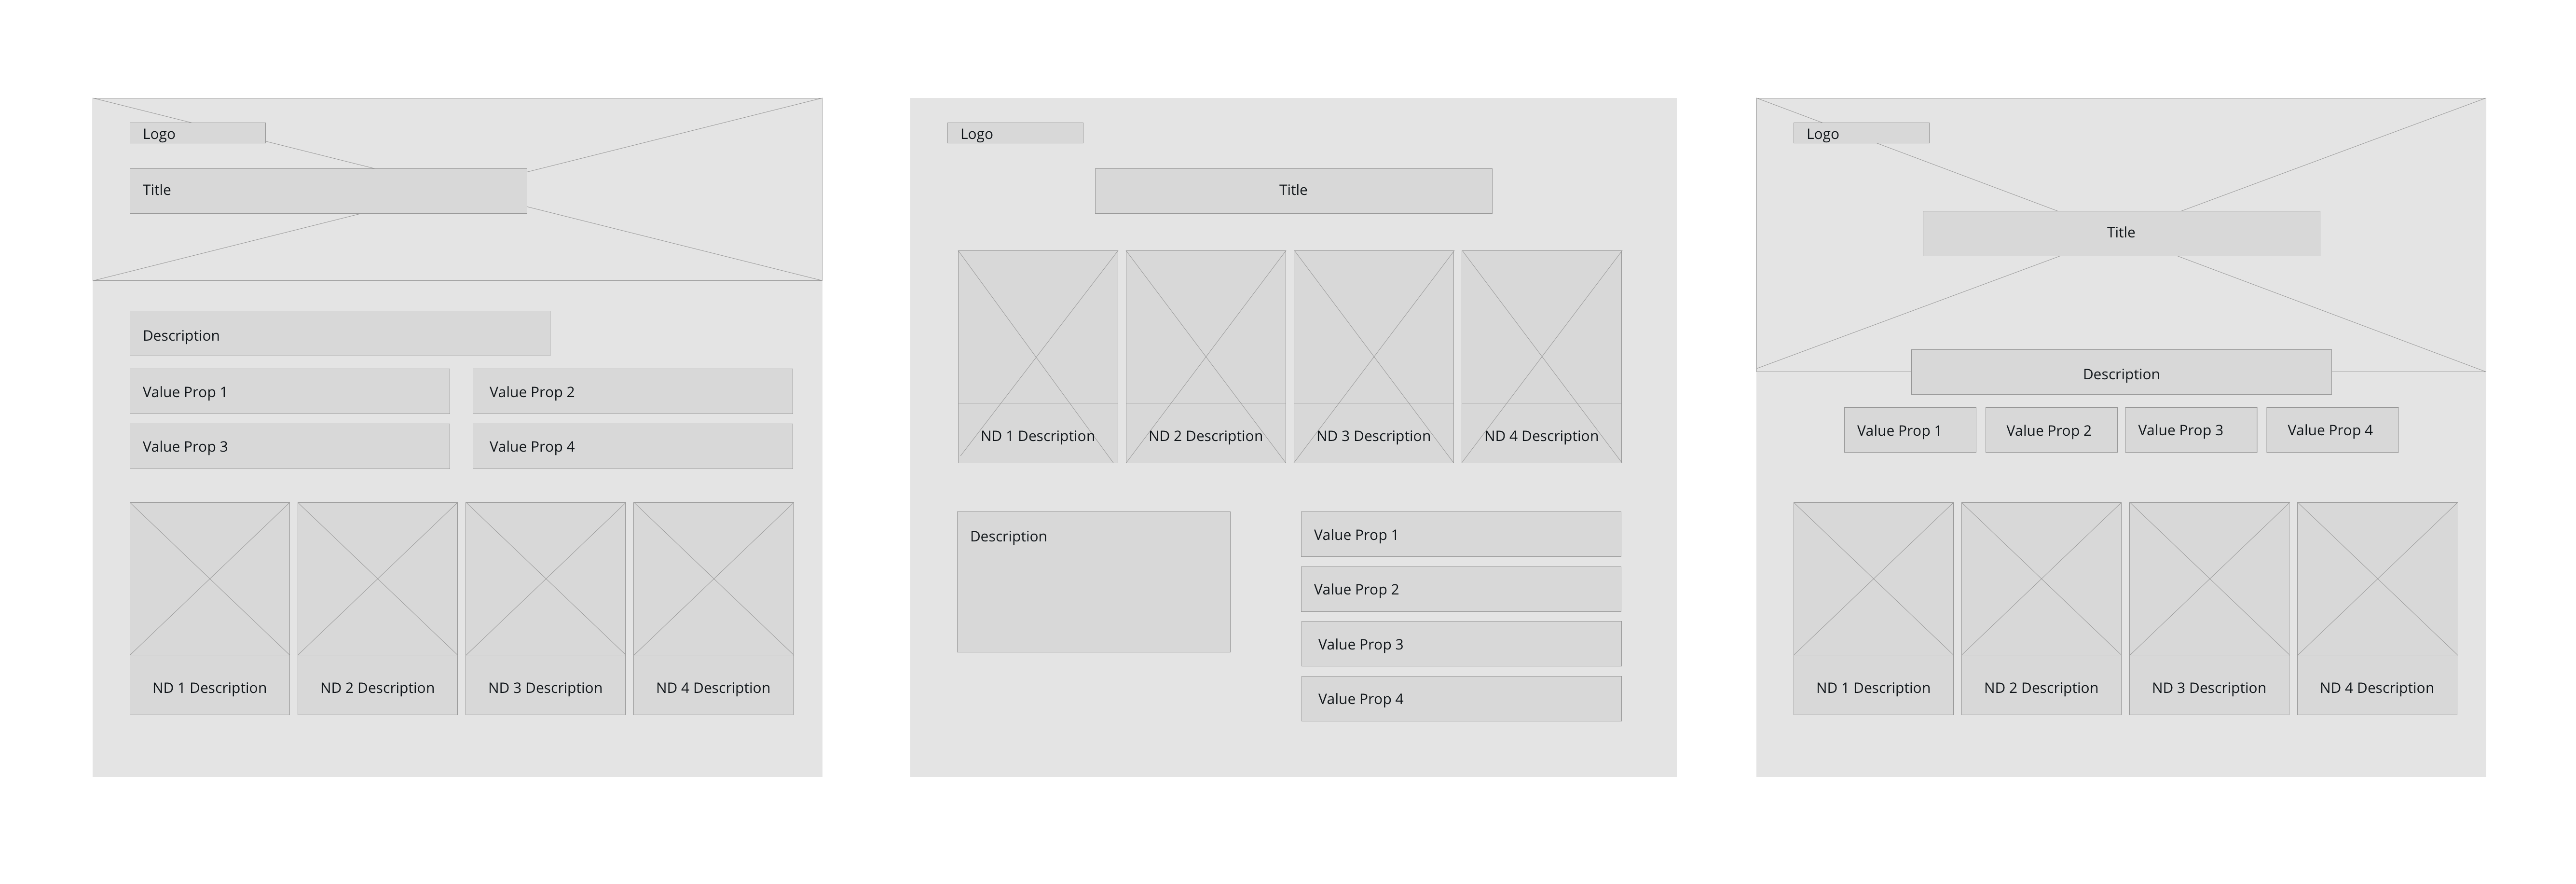 Logo
Title
Description
Value Prop 1
Value Prop 2
Value Prop 3
Value Prop 4
ND 1 Description
ND 2 Description
ND 3 Description
ND 4 Description
Logo
Title
ND 1 Description
ND 2 Description
ND 3 Description
ND 4 Description
Description
Value Prop 1
Value Prop 2
Value Prop 3
Value Prop 4
Logo
Title
Description
Value Prop 1
Value Prop 2
Value Prop 3
Value Prop 4
ND 1 Description
ND 2 Description
ND 3 Description
ND 4 Description